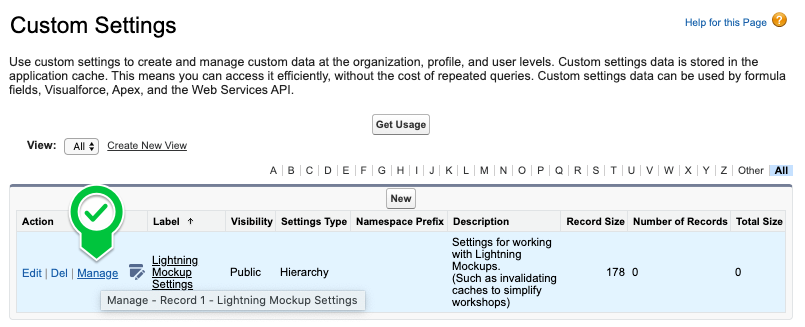 Custom Settings
Help for this Page ?
Use custom settings to create and manage custom data at the organization, profile, and user levels. Custom settings data is stored in the
application cache. This means you can access it efficiently, without the cost of repeated queries. Custom settings data can be used by formula
fields, Visualforce, Apex, and the Web Services API.
Get Usage
View: All Create New View
A | B | C | D | E | F | G | H | I | J | K | L | M | N | O | P | Q | R | S | T | U | V | W | X | Y | Z | Other | All
New
Action Label ↑ Visibility Settings Type Namespace Prefix Description Record Size Number of Records Total Size
Settings for working
with Lightning
Mockups.
(Such as invalidating
caches to simplify
workshops)
Edit | Del | Manage
Lightning
Mockup
Settings
Public Hierarchy 178 0 0
Manage - Record 1 - Lightning Mockup Settings